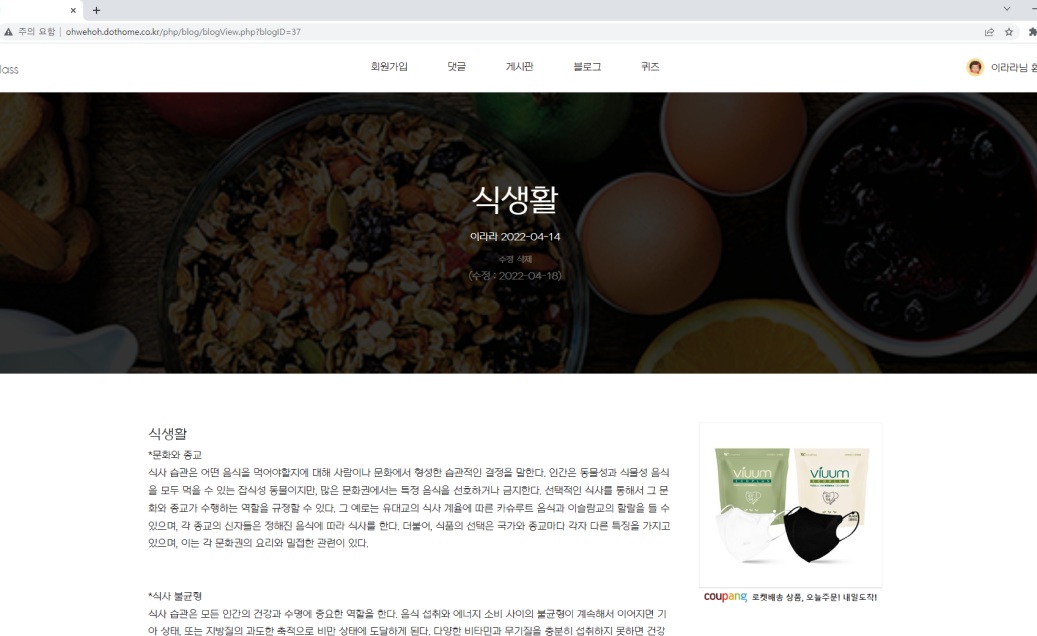 주의 요함 | ohwehoh.dothome.co.kr/php/blog/blogView.php?blogID=37
lass
회원가입 댓글 게시판 블로그 퀴즈
이라라님 환
식생활
이라라 2022-04-14
수정 삭제
(수정 : 2022-04-18)
식생활
*문화와 종교
식사 습관은 어떤 음식을 먹어야할지에 대해 사람이나 문화에서 형성한 습관적인 결정을 말한다. 인간은 동물성과 식물성 음식
을 모두 먹을 수 있는 잡식성 동물이지만, 많은 문화권에서는 특정 음식을 선호하거나 금지한다. 선택적인 식사를 통해서 그 문
화와 종교가 수행하는 역할을 규정할 수 있다. 그 예로는 유대교의 식사 계율에 따른 카슈루트 음식과 이슬람교의 할랄을 들 수
있으며, 각 종교의 신자들은 정해진 음식에 따라 식사를 한다. 더불어, 식품의 선택은 국가와 종교마다 각자 다른 특징을 가지고
있으며, 이는 각 문화권의 요리와 밀접한 관련이 있다.
*식사 불균형
식사 습관은 모든 인간의 건강과 수명에 중요한 역할을 한다. 음식 섭취와 에너지 소비 사이의 불균형이 계속해서 이어지면 기
아 상태, 또는 지방질의 과도한 축적으로 비만 상태에 도달하게 된다. 다양한 비타민과 무기질을 충분히 섭취하지 못하면 건강
viuum
viuum
coupang 로켓배송 상품, 오늘주문! 내일도착!